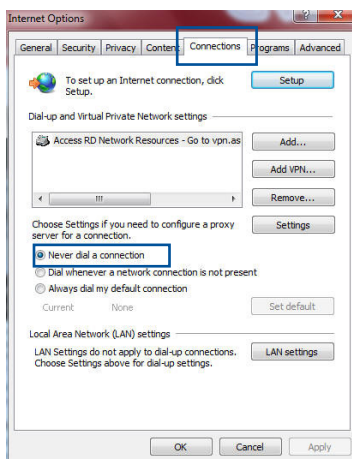 Internet Options
General Security Privacy Content Connections Programs Advanced
To set up an Internet connection, click
Setup.
Setup
Dial-up and Virtual Private Network settings
Access RD Network Resources - Go to vpn.as
Add...
Add VPN...
Remove...
Choose Settings if you need to configure a proxy
server for a connection.
Settings
Never dial a connection
Dial whenever a network connection is not present
Always dial my default connection
Current None Set default
Local Area Network (LAN) settings
LAN Settings do not apply to dial-up connections.
Choose Settings above for dial-up settings.
LAN settings
OK Cancel Apply